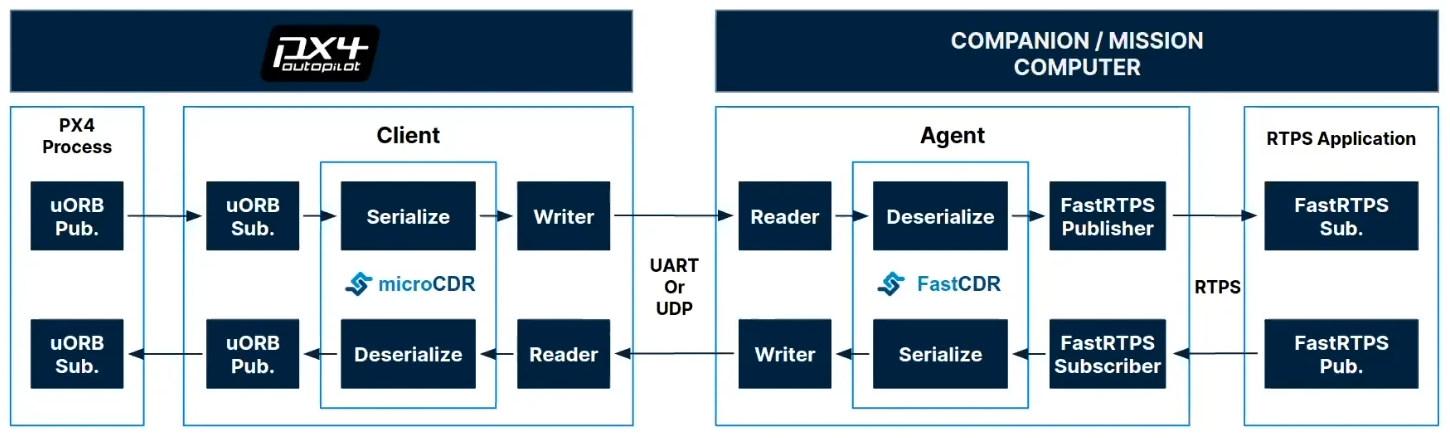 PX4
autopilot
COMPANION / MISSION
COMPUTER
PX4
Process
Client
Agent
RTPS Application
uORB
Pub.
uORB
Sub.
Serialize
Writer
Reader
Deserialize
FastRTPS
Publisher
FastRTPS
Sub.
microCDR
UART
Or
UDP
FastCDR
RTPS
uORB
Sub.
uORB
Pub.
Deserialize
Reader
Writer
Serialize
FastRTPS
Subscriber
FastRTPS
Pub.